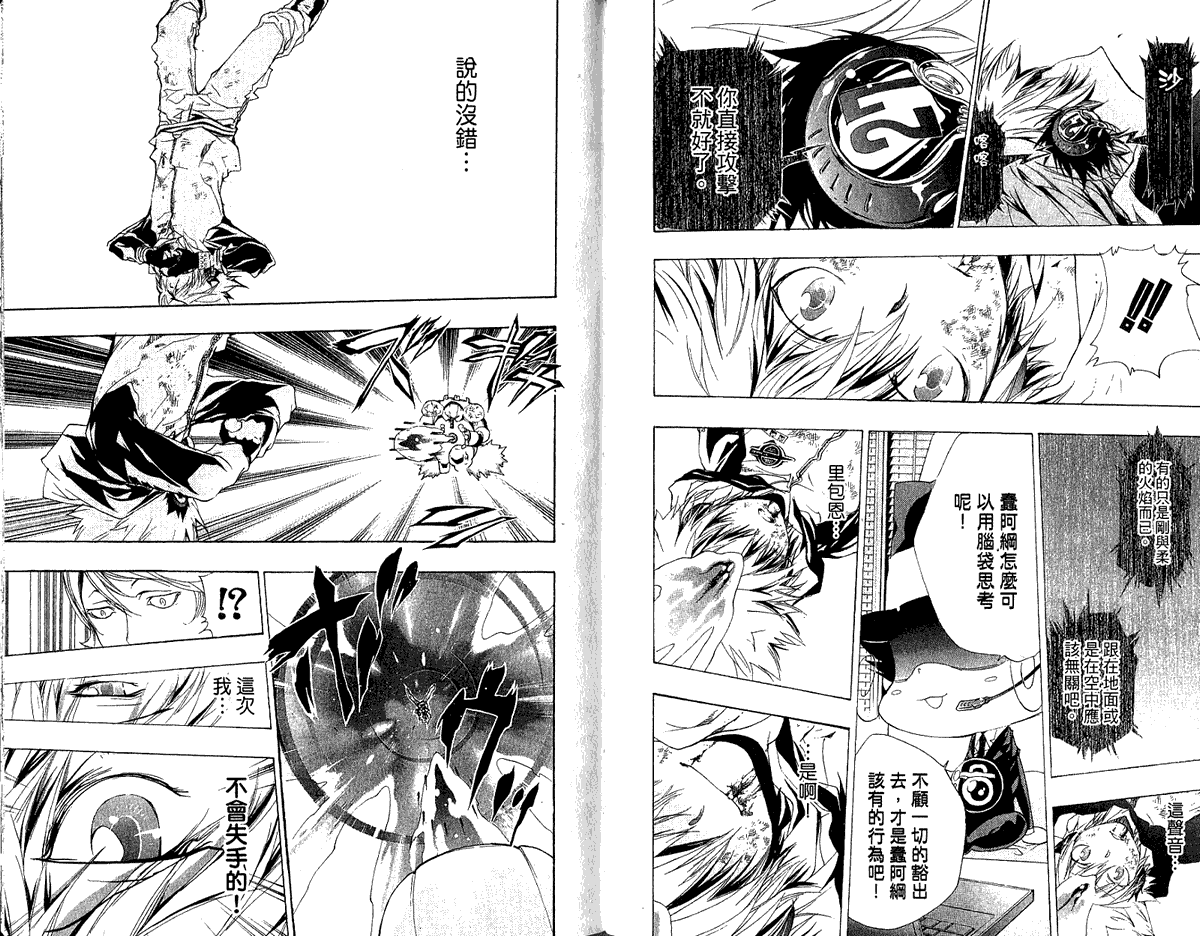 沙
喀喀
你直接攻擊
不就好了。
!!
有的只是剛與柔
的火焰而已。
跟在地面或
是在空中應
該無關吧。
這聲音…
蠢阿綱怎麼可
以用腦袋思考
呢！
不顧一切的豁出
去，才是蠢阿綱
該有的行為吧！
里包恩…
…是啊
說的沒錯…
!?
這次
我…
不會失手的！